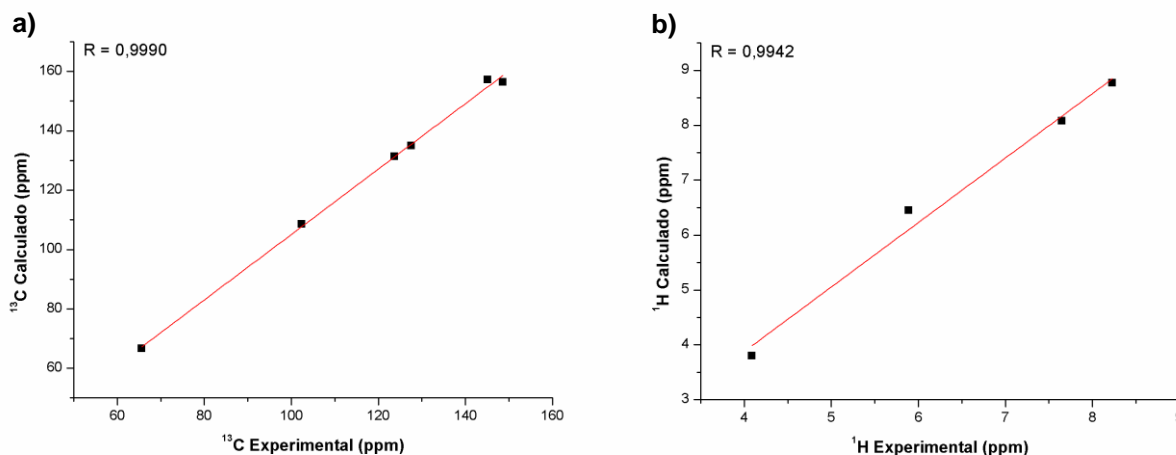 a)
R = 0,9990
160
140
120
100
80
60
¹³C Calculado (ppm)
60 80 100 120 140 160
¹³C Experimental (ppm)
b)
R = 0,9942
9
8
7
6
5
4
3
¹H Calculado (ppm)
4 5 6 7 8
¹H Experimental (ppm)